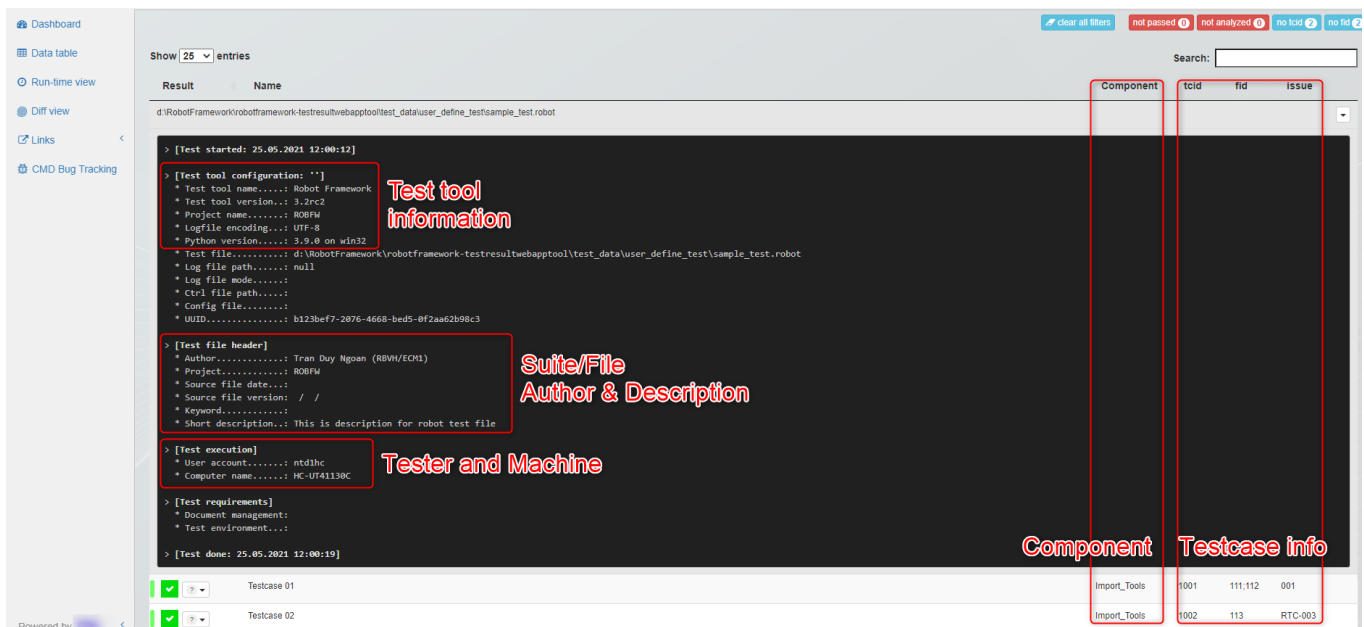 Dashboard
clear all filters
not passed 0
not analyzed 0
no tcid 2
no fid 2
Data table
Show 25 entries
Search:
Run-time view
Result Name Component tcid fid issue
Diff view
d:\RobotFramework\robotframework-testresultwebapptool\test_data\user_define_test\sample_test.robot
Links
CMD Bug Tracking
> [Test started: 25.05.2021 12:00:12]
> [Test tool configuration: '']
* Test tool name.....: Robot Framework
* Test tool version..: 3.2rc2
* Project name.......: ROBFW
* Logfile encoding...: UTF-8
* Python version.....: 3.9.0 on win32
Test tool
information
* Test file..........: d:\RobotFramework\robotframework-testresultwebapptool\test_data\user_define_test\sample_test.robot
* Log file path......: null
* Log file mode......:
* Ctrl file path.....:
* Config file........:
* UUID...............: b123bef7-2076-4668-bed5-0f2aa62b98c3
> [Test file header]
* Author.............: Tran Duy Ngoan (RBVH/ECM1)
* Project............: ROBFW
* Source file date...:
* Source file version: / /
* Keyword............:
* Short description..: This is description for robot test file
Suite/File
Author & Description
> [Test execution]
* User account.......: ntd1hc
* Computer name......: HC-UT41130C
Tester and Machine
> [Test requirements]
* Document management:
* Test environment...:
> [Test done: 25.05.2021 12:00:19]
Component Testcase info
? Testcase 01 Import_Tools 1001 111;112 001
? Testcase 02 Import_Tools 1002 113 RTC-003
Powered by